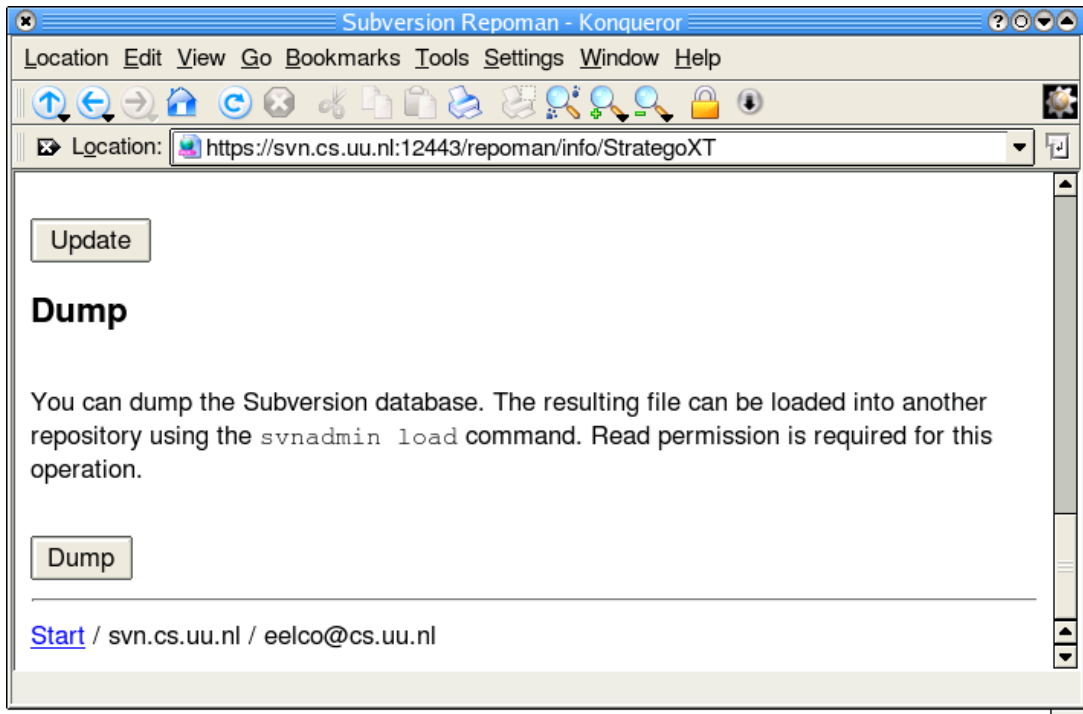 Subversion Repoman - Konqueror
Location Edit View Go Bookmarks Tools Settings Window Help
Location: https://svn.cs.uu.nl:12443/repoman/info/StrategoXT
Update
Dump
You can dump the Subversion database. The resulting file can be loaded into another
repository using the svnadmin load command. Read permission is required for this
operation.
Dump
Start / svn.cs.uu.nl / eelco@cs.uu.nl